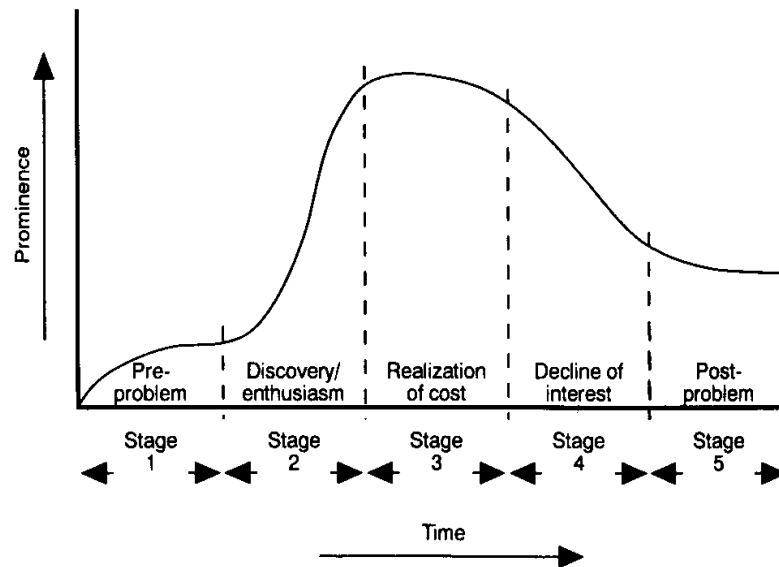 Prominence
Pre-
problem
Discovery/
enthusiasm
Realization
of cost
Decline of
interest
Post-
problem
Stage
1
Stage
2
Stage
3
Stage
4
Stage
5
Time